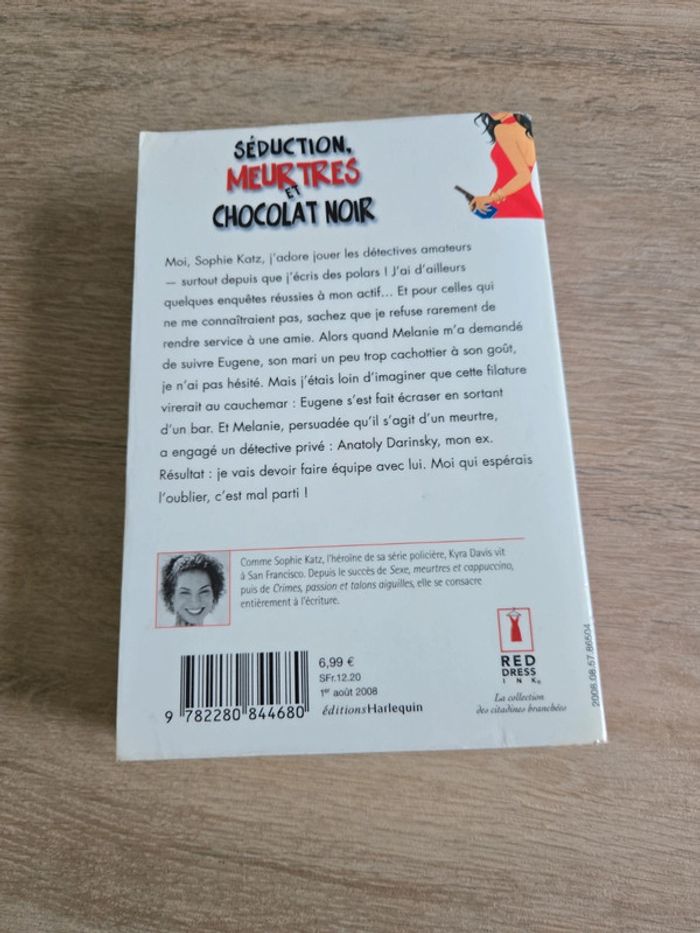 SÉDUCTION,
MEURTRES
ET
CHOCOLAT NOIR
Moi, Sophie Katz, j'adore jouer les détectives amateurs
— surtout depuis que j'écris des polars ! J'ai d'ailleurs
quelques enquêtes réussies à mon actif... Et pour celles qui
ne me connaîtraient pas, sachez que je refuse rarement de
rendre service à une amie. Alors quand Melanie m'a demandé
de suivre Eugene, son mari un peu trop cachottier à son goût,
je n'ai pas hésité. Mais j'étais loin d'imaginer que cette filature
virerait au cauchemar : Eugene s'est fait écraser en sortant
d'un bar. Et Melanie, persuadée qu'il s'agit d'un meurtre,
a engagé un détective privé : Anatoly Darinsky, mon ex.
Résultat : je vais devoir faire équipe avec lui. Moi qui espérais
l'oublier, c'est mal parti !
Comme Sophie Katz, l'héroïne de sa série policière, Kyra Davis vit
à San Francisco. Depuis le succès de Sexe, meurtres et cappuccino,
puis de Crimes, passion et talons aiguilles, elle se consacre
entièrement à l'écriture.
6,99 €
SFr.12.20
1er août 2008
éditionsHarlequin
9 782280 844680
RED
DRESS
INK®
La collection
des citadines branchées
2008.08.57.86504